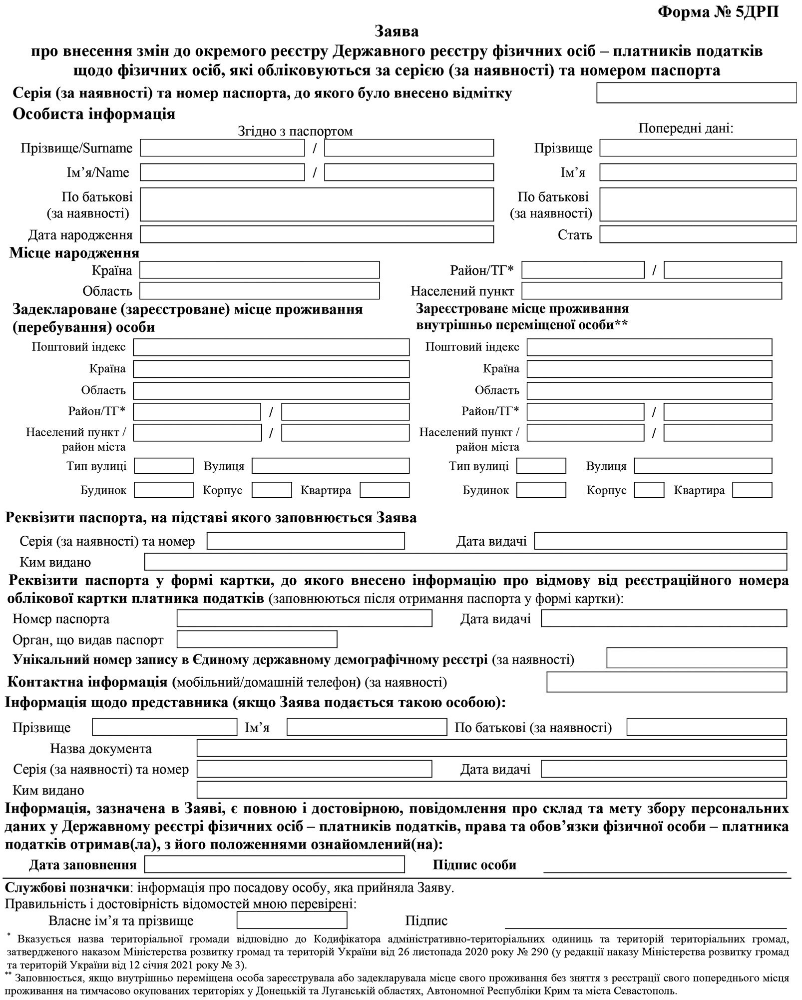 Форма № 5ДРП
Заява
про внесення змін до окремого реєстру Державного реєстру фізичних осіб – платників податків
щодо фізичних осіб, які обліковуються за серією (за наявності) та номером паспорта
Серія (за наявності) та номер паспорта, до якого було внесено відмітку
Особиста інформація
Згідно з паспортом Попередні дані:
Прізвище/Surname / Прізвище
Ім’я/Name / Ім’я
По батькові По батькові
(за наявності) (за наявності)
Дата народження Стать
Місце народження
Країна Район/ТГ* /
Область Населений пункт
Задеклароване (зареєстроване) місце проживання Зареєстроване місце проживання
(перебування) особи внутрішньо переміщеної особи**
Поштовий індекс Поштовий індекс
Країна Країна
Область Область
Район/ТГ* / Район/ТГ* /
Населений пункт / / Населений пункт / /
район міста район міста
Тип вулиці Вулиця Тип вулиці Вулиця
Будинок Корпус Квартира Будинок Корпус Квартира
Реквізити паспорта, на підставі якого заповнюється Заява
Серія (за наявності) та номер Дата видачі
Ким видано
Реквізити паспорта у формі картки, до якого внесено інформацію про відмову від реєстраційного номера
облікової картки платника податків (заповнюються після отримання паспорта у формі картки):
Номер паспорта Дата видачі
Орган, що видав паспорт
Унікальний номер запису в Єдиному державному демографічному реєстрі (за наявності)
Контактна інформація (мобільний/домашній телефон) (за наявності)
Інформація щодо представника (якщо Заява подається такою особою):
Прізвище Ім’я По батькові (за наявності)
Назва документа
Серія (за наявності) та номер Дата видачі
Ким видано
Інформація, зазначена в Заяві, є повною і достовірною, повідомлення про склад та мету збору персональних
даних у Державному реєстрі фізичних осіб – платників податків, права та обов’язки фізичної особи – платника
податків отримав(ла), з його положеннями ознайомлений(на):
Дата заповнення Підпис особи
Службові позначки: інформація про посадову особу, яка прийняла Заяву.
Правильність і достовірність відомостей мною перевірені:
Власне ім’я та прізвище Підпис
* Вказується назва територіальної громади відповідно до Кодифікатора адміністративно-територіальних одиниць та територій територіальних громад,
затвердженого наказом Міністерства розвитку громад та територій України від 26 листопада 2020 року № 290 (у редакції наказу Міністерства розвитку громад
та територій України від 12 січня 2021 року № 3).
** Заповнюється, якщо внутрішньо переміщена особа зареєструвала або задекларувала місце свого проживання без зняття з реєстрації свого попереднього місця
проживання на тимчасово окупованих територіях у Донецькій та Луганській областях, Автономної Республіки Крим та міста Севастополь.